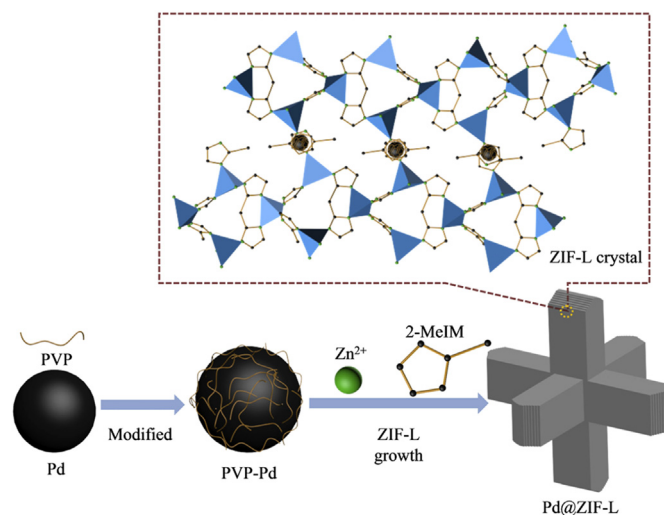 ZIF-L crystal
PVP
Pd
Modified
PVP-Pd
Zn²⁺
2-MeIM
ZIF-L
growth
Pd@ZIF-L